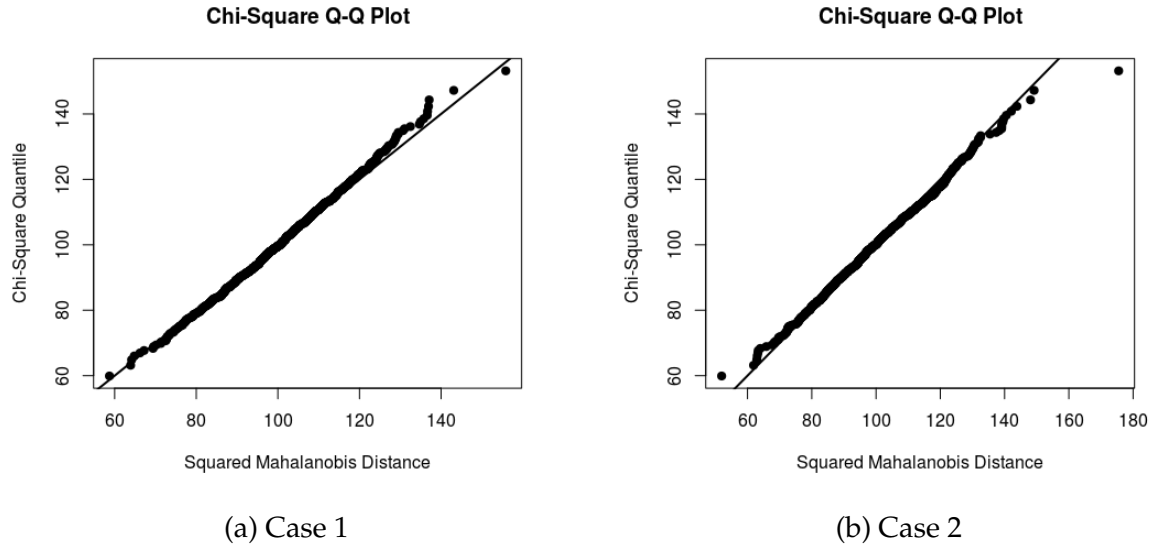 Chi-Square Q-Q Plot
Chi-Square Quantile
140
120
100
80
60
60 80 100 120 140
Squared Mahalanobis Distance
(a) Case 1
Chi-Square Q-Q Plot
Chi-Square Quantile
140
120
100
80
60
60 80 100 120 140 160 180
Squared Mahalanobis Distance
(b) Case 2